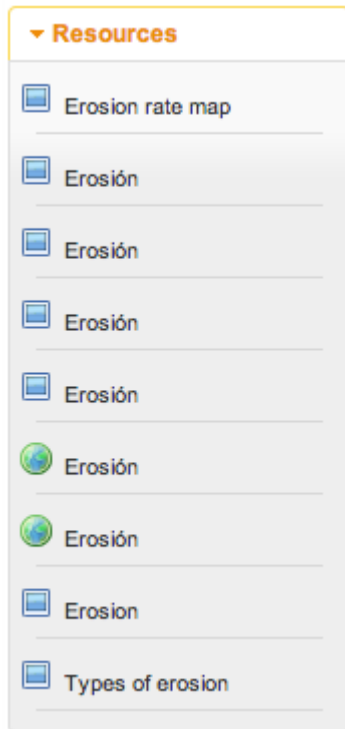 Resources
Erosion rate map
Erosión
Erosión
Erosión
Erosión
Erosión
Erosión
Erosion
Types of erosion